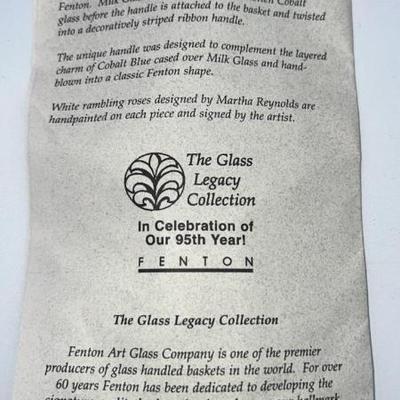 Fenton. Milk Glass
Cobalt
glass before the handle is attached to the basket and twisted
into a decoratively striped ribbon handle.
The unique handle was designed to complement the layered
charm of Cobalt Blue cased over Milk Glass and hand-
blown into a classic Fenton shape.
White rambling roses designed by Martha Reynolds are
handpainted on each piece and signed by the artist.
The Glass
Legacy
Collection
In Celebration of
Our 95th Year!
FENTON
The Glass Legacy Collection
Fenton Art Glass Company is one of the premier
producers of glass handled baskets in the world. For over
60 years Fenton has been dedicated to developing the